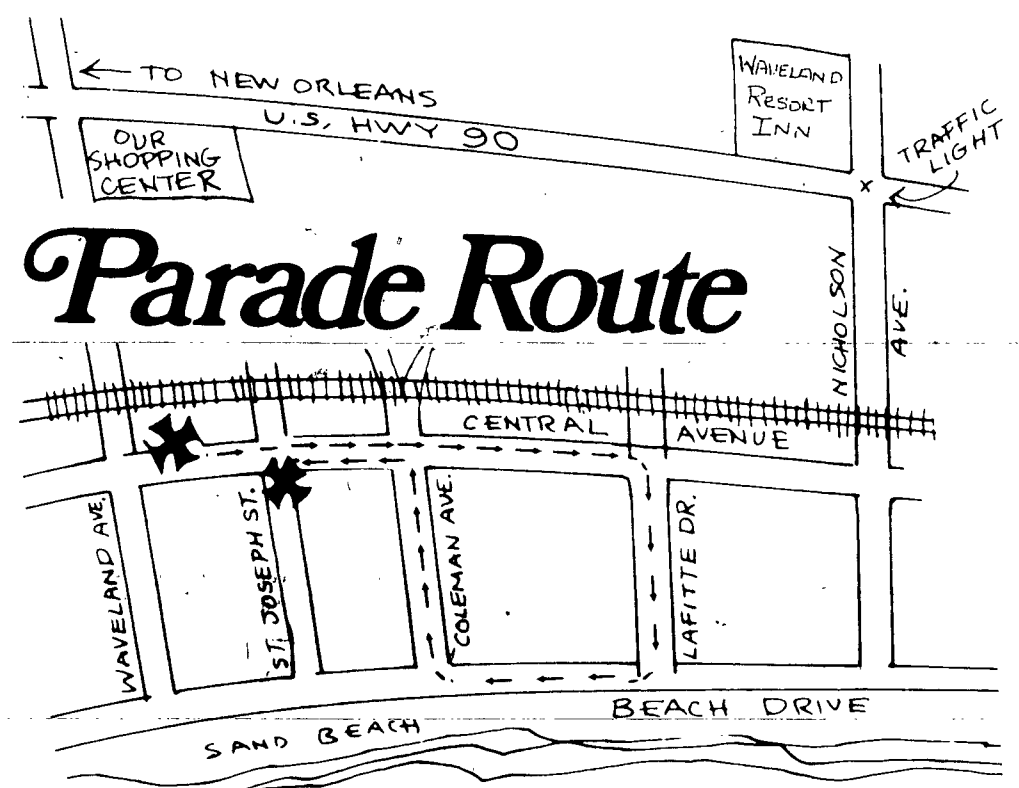 ← TO NEW ORLEANS
U.S. HWY 90
OUR
SHOPPING
CENTER
WAVELAND
RESORT
INN
TRAFFIC
LIGHT
x
Parade Route
NICHOLSON
AVE.
CENTRAL AVENUE
WAVELAND AVE.
ST. JOSEPH ST.
COLEMAN AVE.
LAFITTE DR.
BEACH DRIVE
SAND BEACH